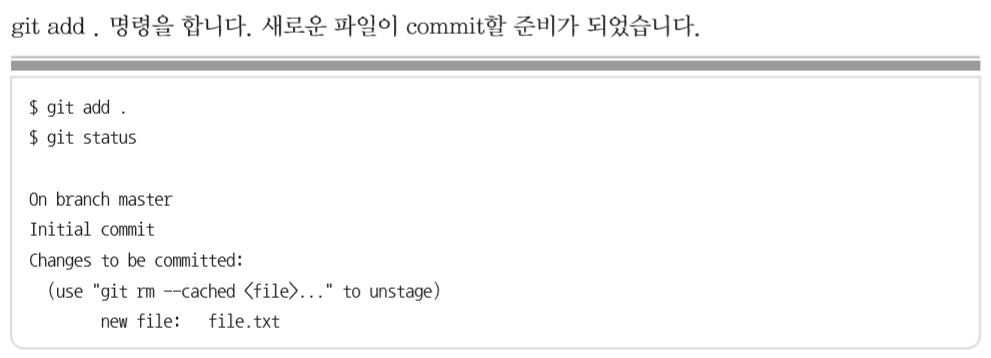 git add . 명령을 합니다. 새로운 파일이 commit할 준비가 되었습니다.
$ git add .
$ git status
On branch master
Initial commit
Changes to be committed:
(use "git rm --cached <file>..." to unstage)
new file: file.txt